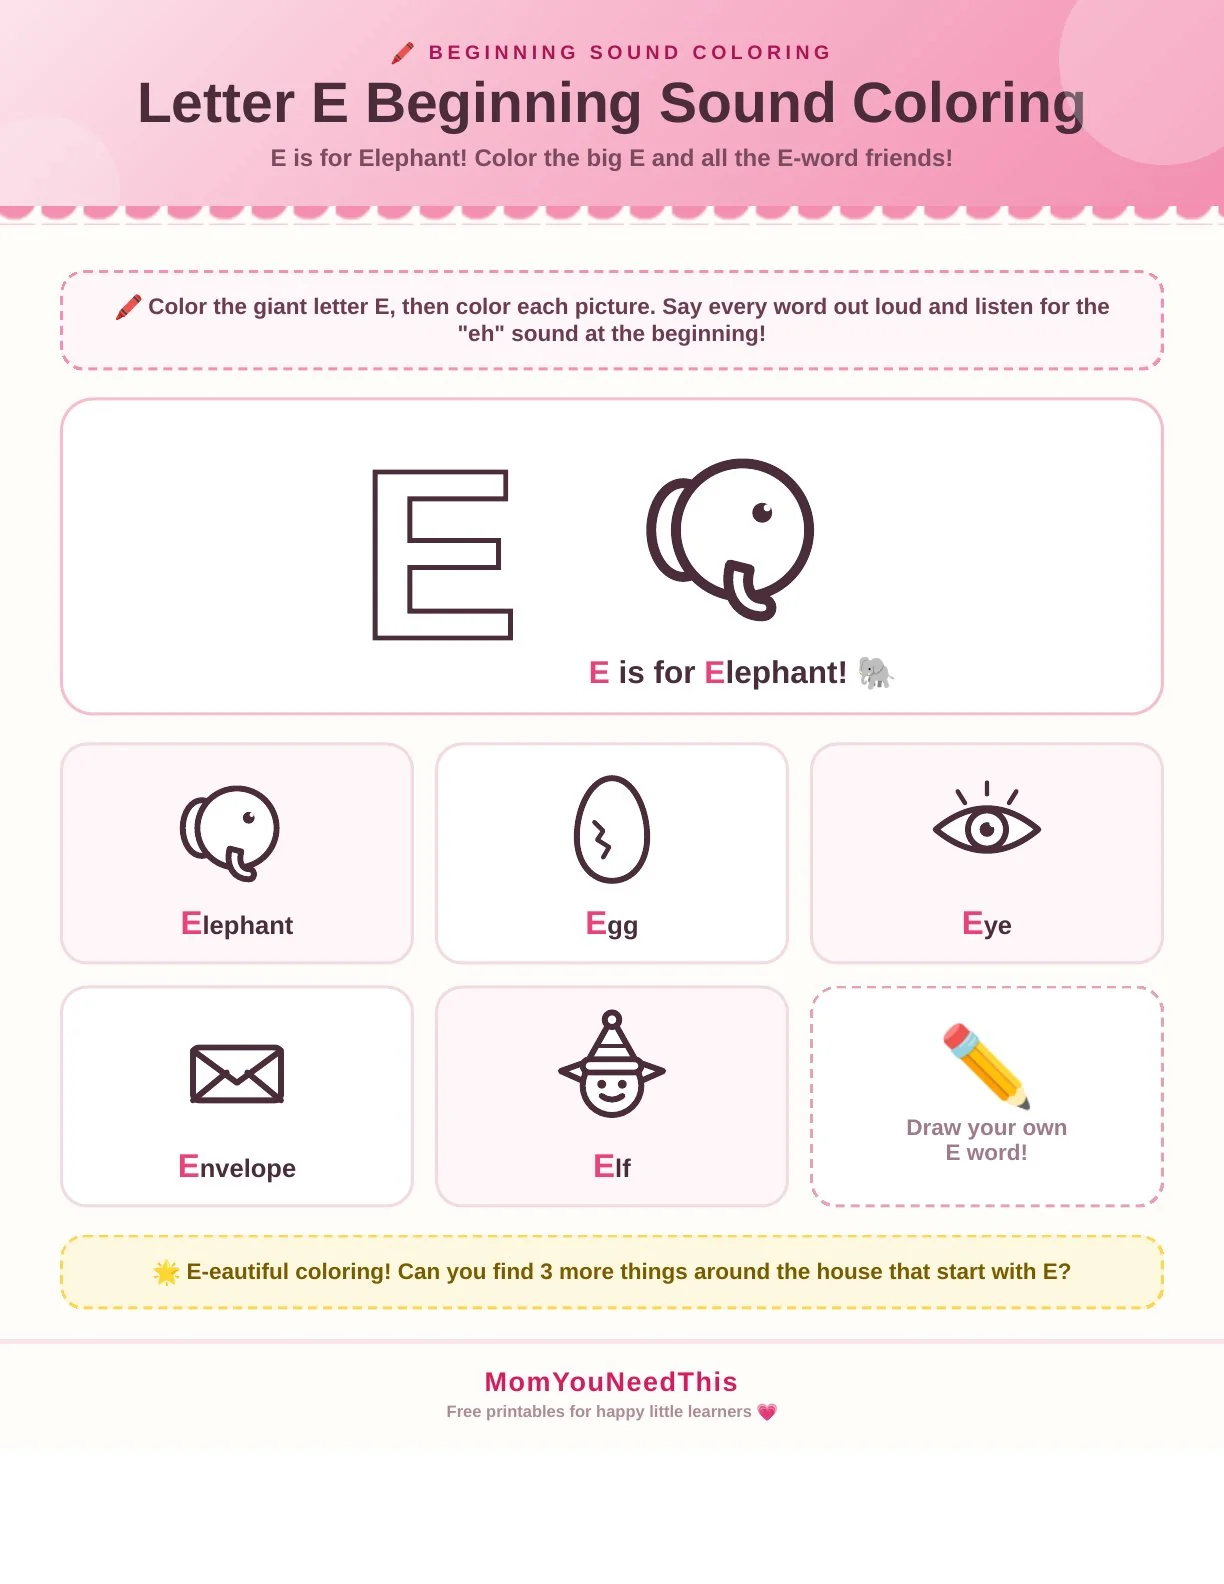 BEGINNING SOUND COLORING
Letter E Beginning Sound Coloring
E is for Elephant! Color the big E and all the E-word friends!
Color the giant letter E, then color each picture. Say every word out loud and listen for the
"eh" sound at the beginning!
E
E is for Elephant!
Elephant
Egg
Eye
Envelope
Elf
Draw your own
E word!
E-eautiful coloring! Can you find 3 more things around the house that start with E?
MomYouNeedThis
Free printables for happy little learners